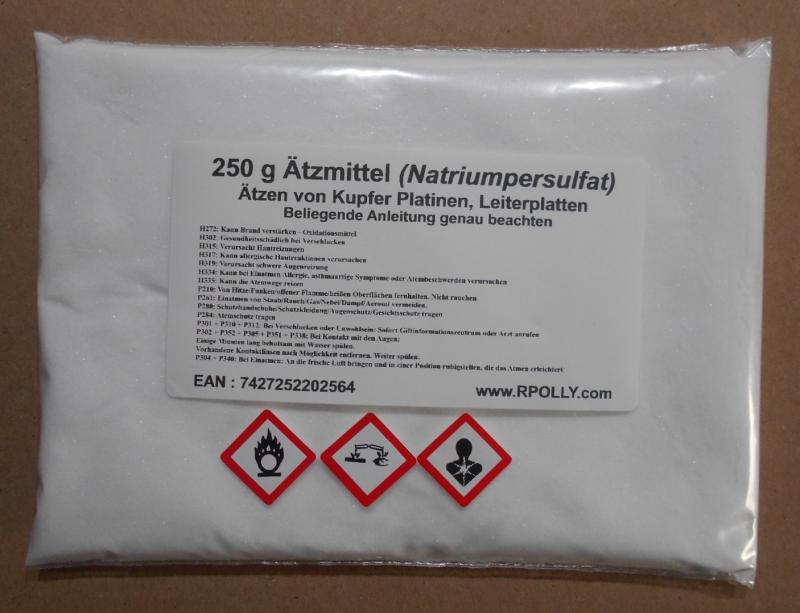 250 g Ätzmittel (Natriumpersulfat)
Ätzen von Kupfer Platinen, Leiterplatten
Beliegende Anleitung genau beachten
H272: Kann Brand verstärken - Oxidationsmittel
H302: Gesundheitsschädlich bei Verschlucken
H315: Verursacht Hautreizungen
H317: Kann allergische Hautreaktionen verursachen
H319: Verursacht schwere Augenreizung
H334: Kann bei Einatmen Allergie, asthmaartige Symptome oder Atembeschwerden verursachen
H335: Kann die Atemwege reizen
P210: Von Hitze/Funken/offener Flamme/heißen Oberflächen fernhalten. Nicht rauchen
P261: Einatmen von Staub/Rauch/Gas/Nebel/Dampf/Aerosol vermeiden.
P280: Schutzhandschuhe/Schutzkleidung/Augenschutz/Gesichtsschutz tragen
P284: Atemschutz tragen
P301 + P310 + P312: Bei Verschlucken oder Unwohlsein: Sofort Giftinformationszentrum oder Arzt anrufen
P302 + P352 + P305 + P351 + P338: Bei Kontakt mit den Augen:
Einige Minuten lang behutsam mit Wasser spülen.
Vorhandene Kontaktlinsen nach Möglichkeit entfernen. Weiter spülen.
P304 + P340: Bei Einatmen: An die frische Luft bringen und in einer Position ruhigstellen, die das Atmen erleichtert
EAN : 7427252202564
www.RPOLLY.com